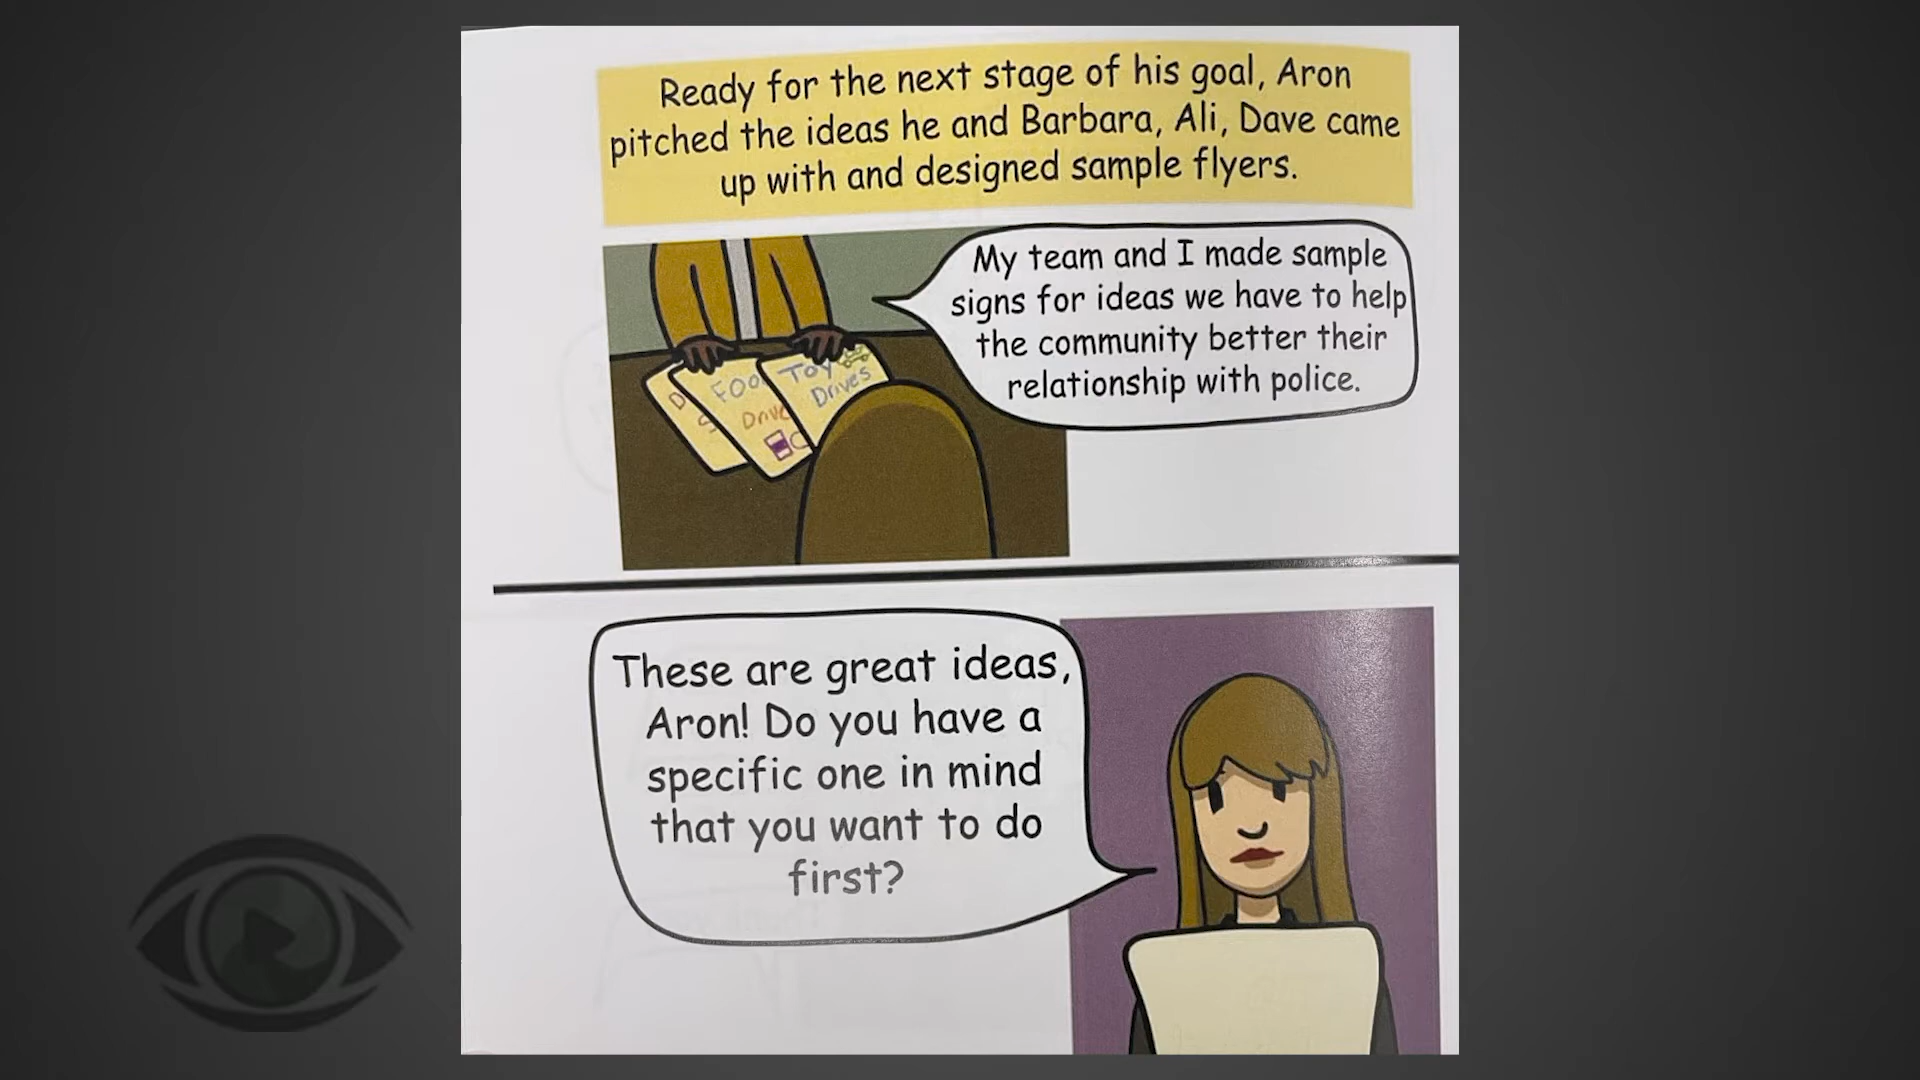 Ready for the next stage of his goal, Aron
pitched the ideas he and Barbara, Ali, Dave came
up with and designed sample flyers.
My team and I made sample
signs for ideas we have to help
the community better their
relationship with police.
D
S
Foo
Drive
Toy
Drives
These are great ideas,
Aron! Do you have a
specific one in mind
that you want to do
first?